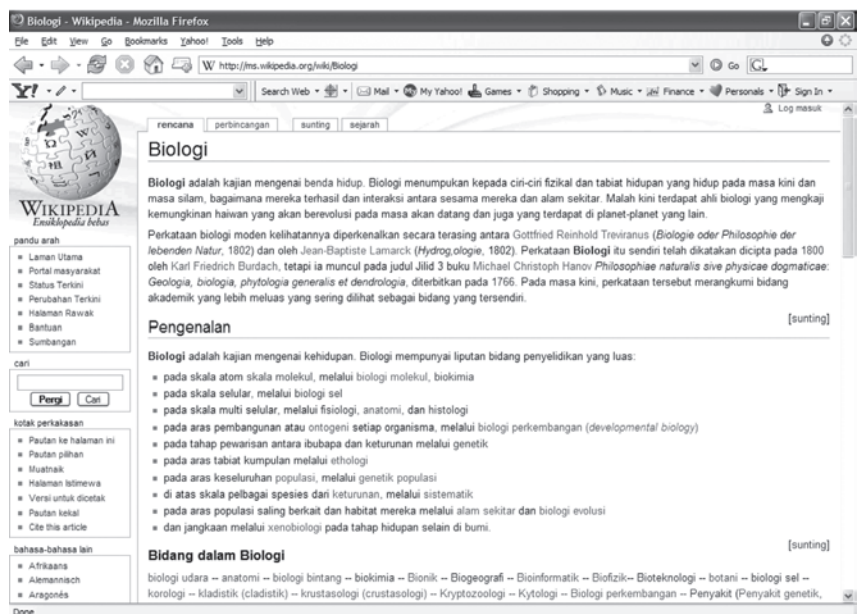 Biologi - Wikipedia - Mozilla Firefox
File Edit View Go Bookmarks Yahoo! Tools Help
W http://ms.wikipedia.org/wiki/Biologi Go G
Y! Search Web Mail My Yahoo! Games Shopping Music Finance Personals Sign In
Log masuk
rencana perbincangan sunting sejarah
WIKIPEDIA
Ensiklopedia bebas
pandu arah
Laman Utama
Portal masyarakat
Status Terkini
Perubahan Terkini
Halaman Rawak
Bantuan
Sumbangan
cari
Pergi Cari
kotak perkakasan
Pautan ke halaman ini
Pautan pilihan
Muatnaik
Halaman Istimewa
Versi untuk dicetak
Pautan kekal
Cite this article
bahasa-bahasa lain
Afrikaans
Alemannisch
Aragonés
Biologi
Biologi adalah kajian mengenai benda hidup. Biologi menumpukan kepada ciri-ciri fizikal dan tabiat hidupan yang hidup pada masa kini dan
masa silam, bagaimana mereka terhasil dan interaksi antara sesama mereka dan alam sekitar. Malah kini terdapat ahli biologi yang mengkaji
kemungkinan haiwan yang akan berevolusi pada masa akan datang dan juga yang terdapat di planet-planet yang lain.
Perkataan biologi moden kelihatannya diperkenalkan secara terasing antara Gottfried Reinhold Treviranus (Biologie oder Philosophie der
lebenden Natur, 1802) dan oleh Jean-Baptiste Lamarck (Hydrog,ologie, 1802). Perkataan Biologi itu sendiri telah dikatakan dicipta pada 1800
oleh Karl Friedrich Burdach, tetapi ia muncul pada judul Jilid 3 buku Michael Christoph Hanov Philosophiae naturalis sive physicae dogmaticae:
Geologia, biologia, phytologia generalis et dendrologia, diterbitkan pada 1766. Pada masa kini, perkataan tersebut merangkumi bidang
akademik yang lebih meluas yang sering dilihat sebagai bidang yang tersendiri.
[sunting]
Pengenalan
Biologi adalah kajian mengenai kehidupan. Biologi mempunyai liputan bidang penyelidikan yang luas:
pada skala atom skala molekul, melalui biologi molekul, biokimia
pada skala selular, melalui biologi sel
pada skala multi selular, melalui fisiologi, anatomi, dan histologi
pada aras pembangunan atau ontogeni setiap organisma, melalui biologi perkembangan (developmental biology)
pada tahap pewarisan antara ibubapa dan keturunan melalui genetik
pada aras tabiat kumpulan melalui ethologi
pada aras keseluruhan populasi, melalui genetik populasi
di atas skala pelbagai spesies dari keturunan, melalui sistematik
pada aras populasi saling berkait dan habitat mereka melalui alam sekitar dan biologi evolusi
dan jangkaan melalui xenobiologi pada tahap hidupan selain di bumi.
[sunting]
Bidang dalam Biologi
biologi udara -- anatomi -- biologi bintang -- biokimia -- Bionik -- Biogeografi -- Bioinformatik -- Biofizik-- Bioteknologi -- botani -- biologi sel --
korologi -- kladistik (cladistik) -- krustasologi (crustasologi) -- Kryptozoologi -- Kytologi -- Biologi perkembangan -- Penyakit (Penyakit genetik,
Done